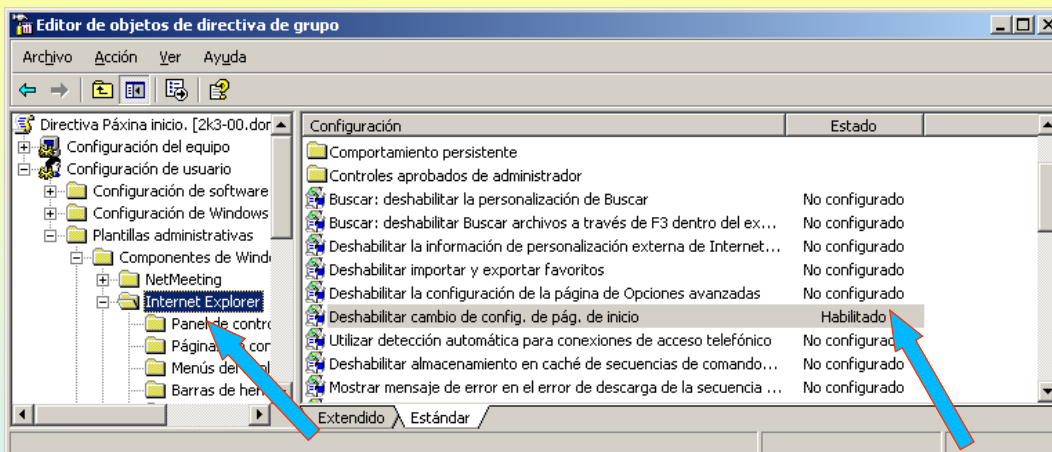 Editor de objetos de directiva de grupo
Archivo Acción Ver Ayuda
Directiva Páxina inicio. [2k3-00.dor
Configuración del equipo
Configuración de usuario
Configuración de software
Configuración de Windows
Plantillas administrativas
Componentes de Windo
NetMeeting
Internet Explorer
Panel de contro
Página
Menús del
Barras de
Configuración Estado
Comportamiento persistente
Controles aprobados de administrador
Buscar: deshabilitar la personalización de Buscar No configurado
Buscar: deshabilitar Buscar archivos a través de F3 dentro del ex... No configurado
Deshabilitar la información de personalización externa de Internet... No configurado
Deshabilitar importar y exportar favoritos No configurado
Deshabilitar la configuración de la página de Opciones avanzadas No configurado
Deshabilitar cambio de config. de pág. de inicio Habilitado
Utilizar detección automática para conexiones de acceso telefónico No configurado
Deshabilitar almacenamiento en caché de secuencias de comando... No configurado
Mostrar mensaje de error en el error de descarga de la secuencia ... No configurado
Extendido Estándar